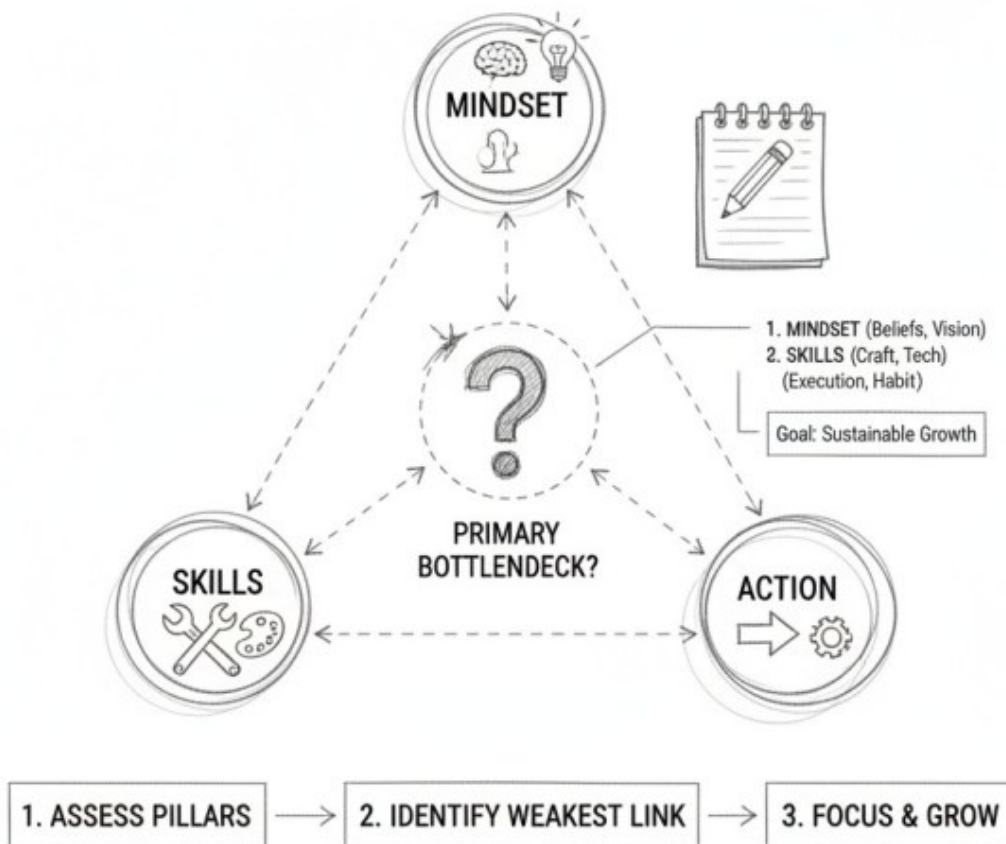 MINDSET
1. MINDSET (Beliefs, Vision)
2. SKILLS (Craft, Tech)
(Execution, Habit)
Goal: Sustainable Growth
PRIMARY
BOTTLENDECK?
SKILLS
ACTION
1. ASSESS PILLARS
2. IDENTIFY WEAKEST LINK
3. FOCUS & GROW